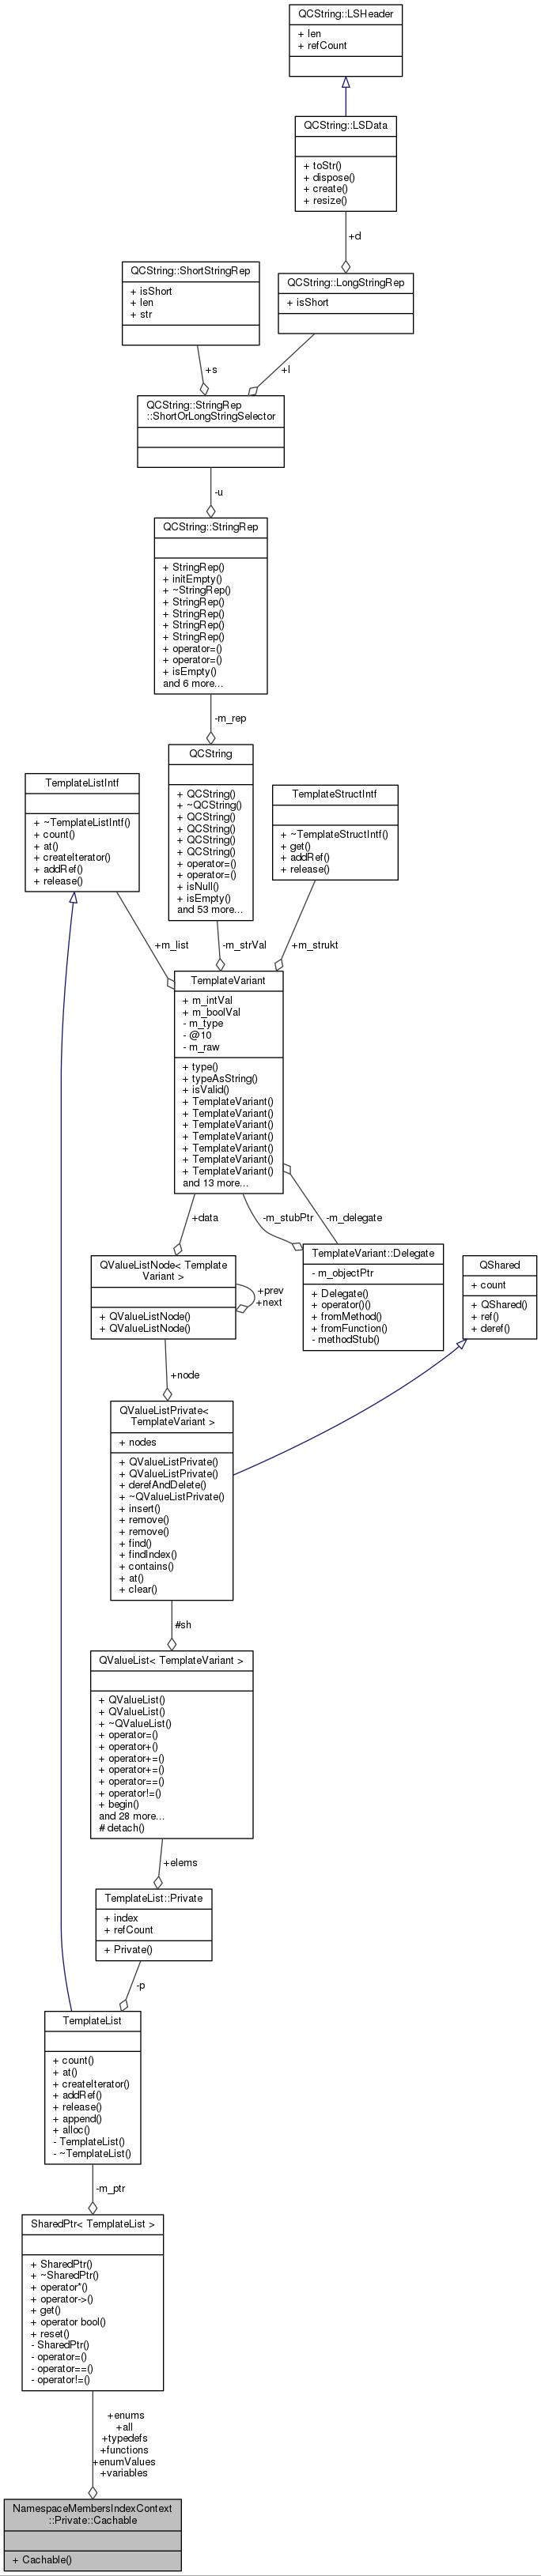 QCString::LSHeader
+ len
+ refCount
QCString::LSData
+ toStr()
+ dispose()
+ create()
+ resize()
+d
QCString::ShortStringRep
+ isShort
+ len
+ str
QCString::LongStringRep
+ isShort
+s
+l
QCString::StringRep
::ShortOrLongStringSelector
-u
QCString::StringRep
+ StringRep()
+ initEmpty()
+ ~StringRep()
+ StringRep()
+ StringRep()
+ StringRep()
+ StringRep()
+ operator=()
+ operator=()
+ isEmpty()
and 6 more...
-m_rep
TemplateListIntf
+ ~TemplateListIntf()
+ count()
+ at()
+ createIterator()
+ addRef()
+ release()
QCString
+ QCString()
+ ~QCString()
+ QCString()
+ QCString()
+ QCString()
+ QCString()
+ operator=()
+ operator=()
+ isNull()
+ isEmpty()
and 53 more...
TemplateStructIntf
+ ~TemplateStructIntf()
+ get()
+ addRef()
+ release()
+m_list
-m_strVal
+m_strukt
TemplateVariant
+ m_intVal
+ m_boolVal
- m_type
- @10
- m_raw
+ type()
+ typeAsString()
+ isValid()
+ TemplateVariant()
+ TemplateVariant()
+ TemplateVariant()
+ TemplateVariant()
+ TemplateVariant()
+ TemplateVariant()
+ TemplateVariant()
and 13 more...
+data
-m_stubPtr
-m_delegate
QValueListNode< Template
Variant >
+ QValueListNode()
+ QValueListNode()
+prev
+next
TemplateVariant::Delegate
- m_objectPtr
+ Delegate()
+ operator()()
+ fromMethod()
+ fromFunction()
- methodStub()
QShared
+ count
+ QShared()
+ ref()
+ deref()
+node
QValueListPrivate<
TemplateVariant >
+ nodes
+ QValueListPrivate()
+ QValueListPrivate()
+ derefAndDelete()
+ ~QValueListPrivate()
+ insert()
+ remove()
+ remove()
+ find()
+ findIndex()
+ contains()
+ at()
+ clear()
#sh
QValueList< TemplateVariant >
+ QValueList()
+ QValueList()
+ ~QValueList()
+ operator=()
+ operator+()
+ operator+=()
+ operator+=()
+ operator==()
+ operator!=()
+ begin()
and 28 more...
# detach()
+elems
TemplateList::Private
+ index
+ refCount
+ Private()
-p
TemplateList
+ count()
+ at()
+ createIterator()
+ addRef()
+ release()
+ append()
+ alloc()
- TemplateList()
- ~TemplateList()
-m_ptr
SharedPtr< TemplateList >
+ SharedPtr()
+ ~SharedPtr()
+ operator*()
+ operator->()
+ get()
+ operator bool()
+ reset()
- SharedPtr()
- operator=()
- operator==()
- operator!=()
+enums
+all
+typedefs
+functions
+enumValues
+variables
NamespaceMembersIndexContext
::Private::Cachable
+ Cachable()